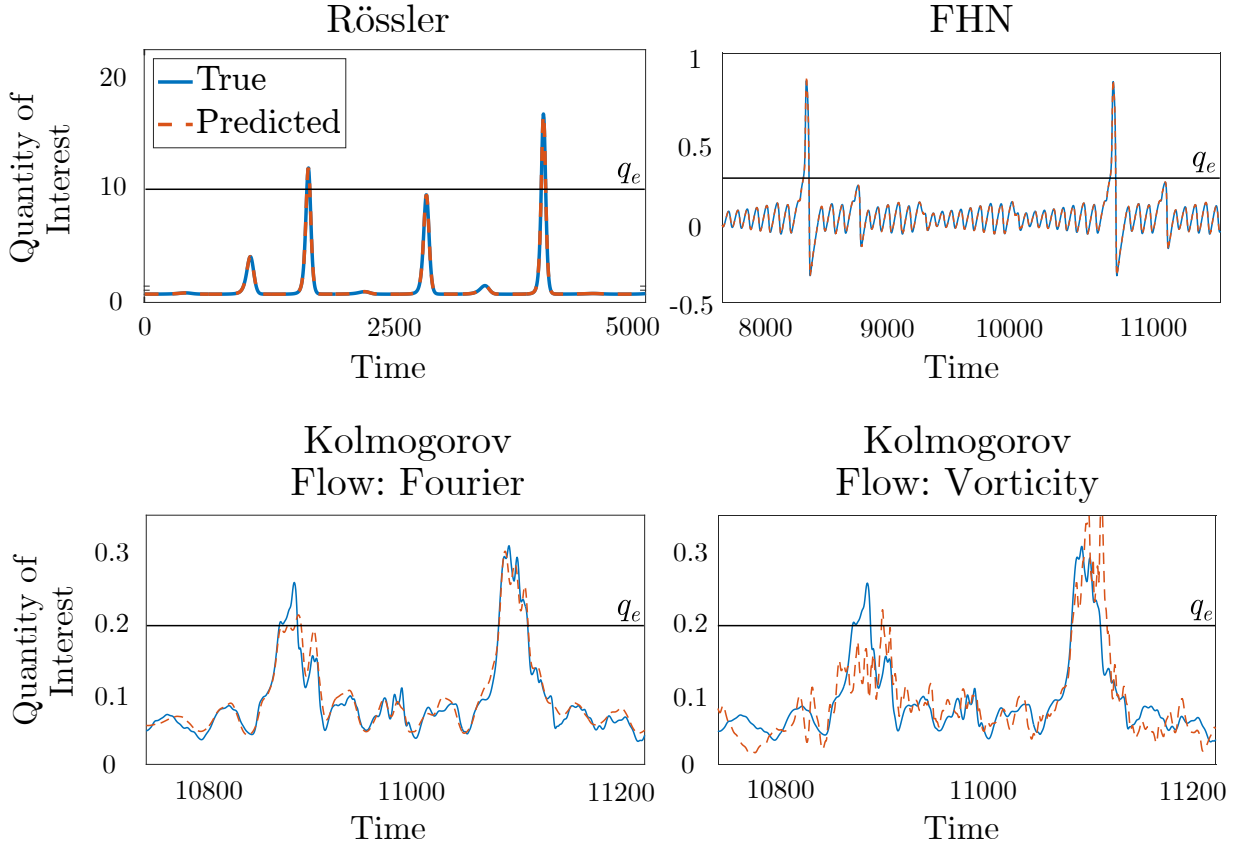 Rössler
Quantity of
Interest
20
10
0
True
Predicted
q_e
0
2500
5000
Time
FHN
1
0.5
0
-0.5
q_e
8000
9000
10000
11000
Time
Kolmogorov
Flow: Fourier
Quantity of
Interest
0.3
0.2
0.1
0
q_e
10800
11000
11200
Time
Kolmogorov
Flow: Vorticity
0.3
0.2
0.1
0
q_e
10800
11000
11200
Time